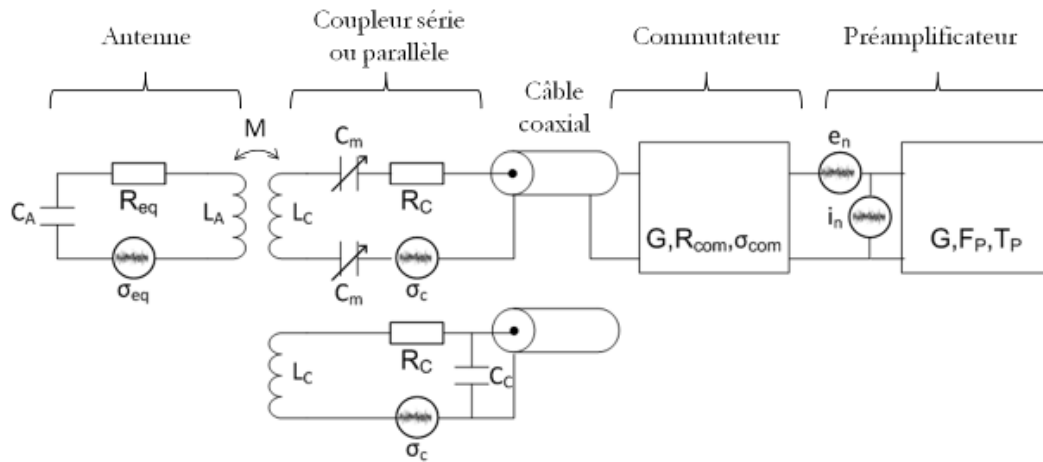 Antenne
Coupleur série
ou parallèle
Câble
coaxial
Commutateur
Préamplificateur
M
C_A
R_eq
σ_eq
L_A
L_C
C_m
R_C
C_m
σ_c
G,R_com,σ_com
e_n
i_n
G,F_P,T_P
L_C
R_C
C_C
σ_c